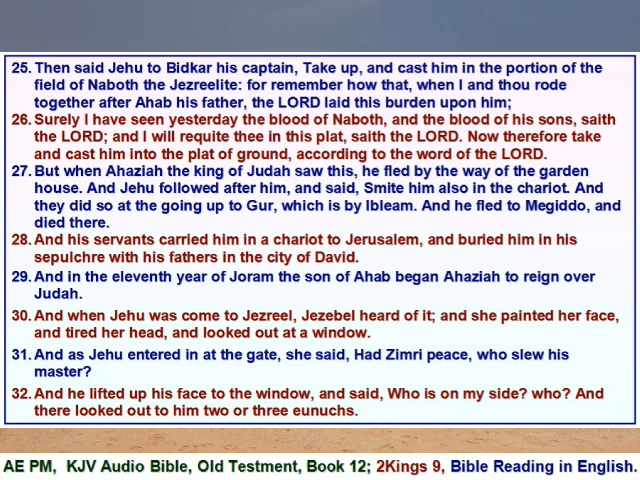 25. Then said Jehu to Bidkar his captain, Take up, and cast him in the portion of the
field of Naboth the Jezreelite: for remember how that, when I and thou rode
together after Ahab his father, the LORD laid this burden upon him;
26. Surely I have seen yesterday the blood of Naboth, and the blood of his sons, saith
the LORD; and I will requite thee in this plat, saith the LORD. Now therefore take
and cast him into the plat of ground, according to the word of the LORD.
27. But when Ahaziah the king of Judah saw this, he fled by the way of the garden
house. And Jehu followed after him, and said, Smite him also in the chariot. And
they did so at the going up to Gur, which is by Ibleam. And he fled to Megiddo, and
died there.
28. And his servants carried him in a chariot to Jerusalem, and buried him in his
sepulchre with his fathers in the city of David.
29. And in the eleventh year of Joram the son of Ahab began Ahaziah to reign over
Judah.
30. And when Jehu was come to Jezreel, Jezebel heard of it; and she painted her face,
and tired her head, and looked out at a window.
31. And as Jehu entered in at the gate, she said, Had Zimri peace, who slew his
master?
32. And he lifted up his face to the window, and said, Who is on my side? who? And
there looked out to him two or three eunuchs.
AE PM, KJV Audio Bible, Old Testment, Book 12; 2Kings 9, Bible Reading in English.